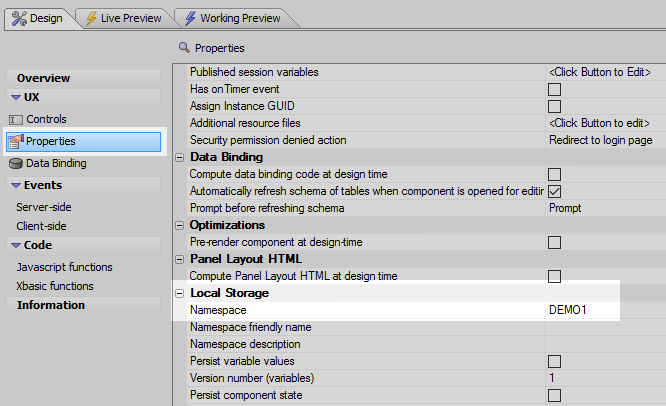 Design Live Preview Working Preview
Properties
Overview
UX
Controls
Properties
Data Binding
Events
Server-side
Client-side
Code
Javascript functions
Xbasic functions
Information
Published session variables <Click Button to Edit>
Has onTimer event
Assign Instance GUID
Additional resource files <Click Button to edit>
Security permission denied action Redirect to login page
Data Binding
Compute data binding code at design time
Automatically refresh schema of tables when component is opened for editin
Prompt before refreshing schema Prompt
Optimizations
Pre-render component at design-time
Panel Layout HTML
Compute Panel Layout HTML at design time
Local Storage
Namespace DEMO1
Namespace friendly name
Namespace description
Persist variable values
Version number (variables) 1
Persist component state